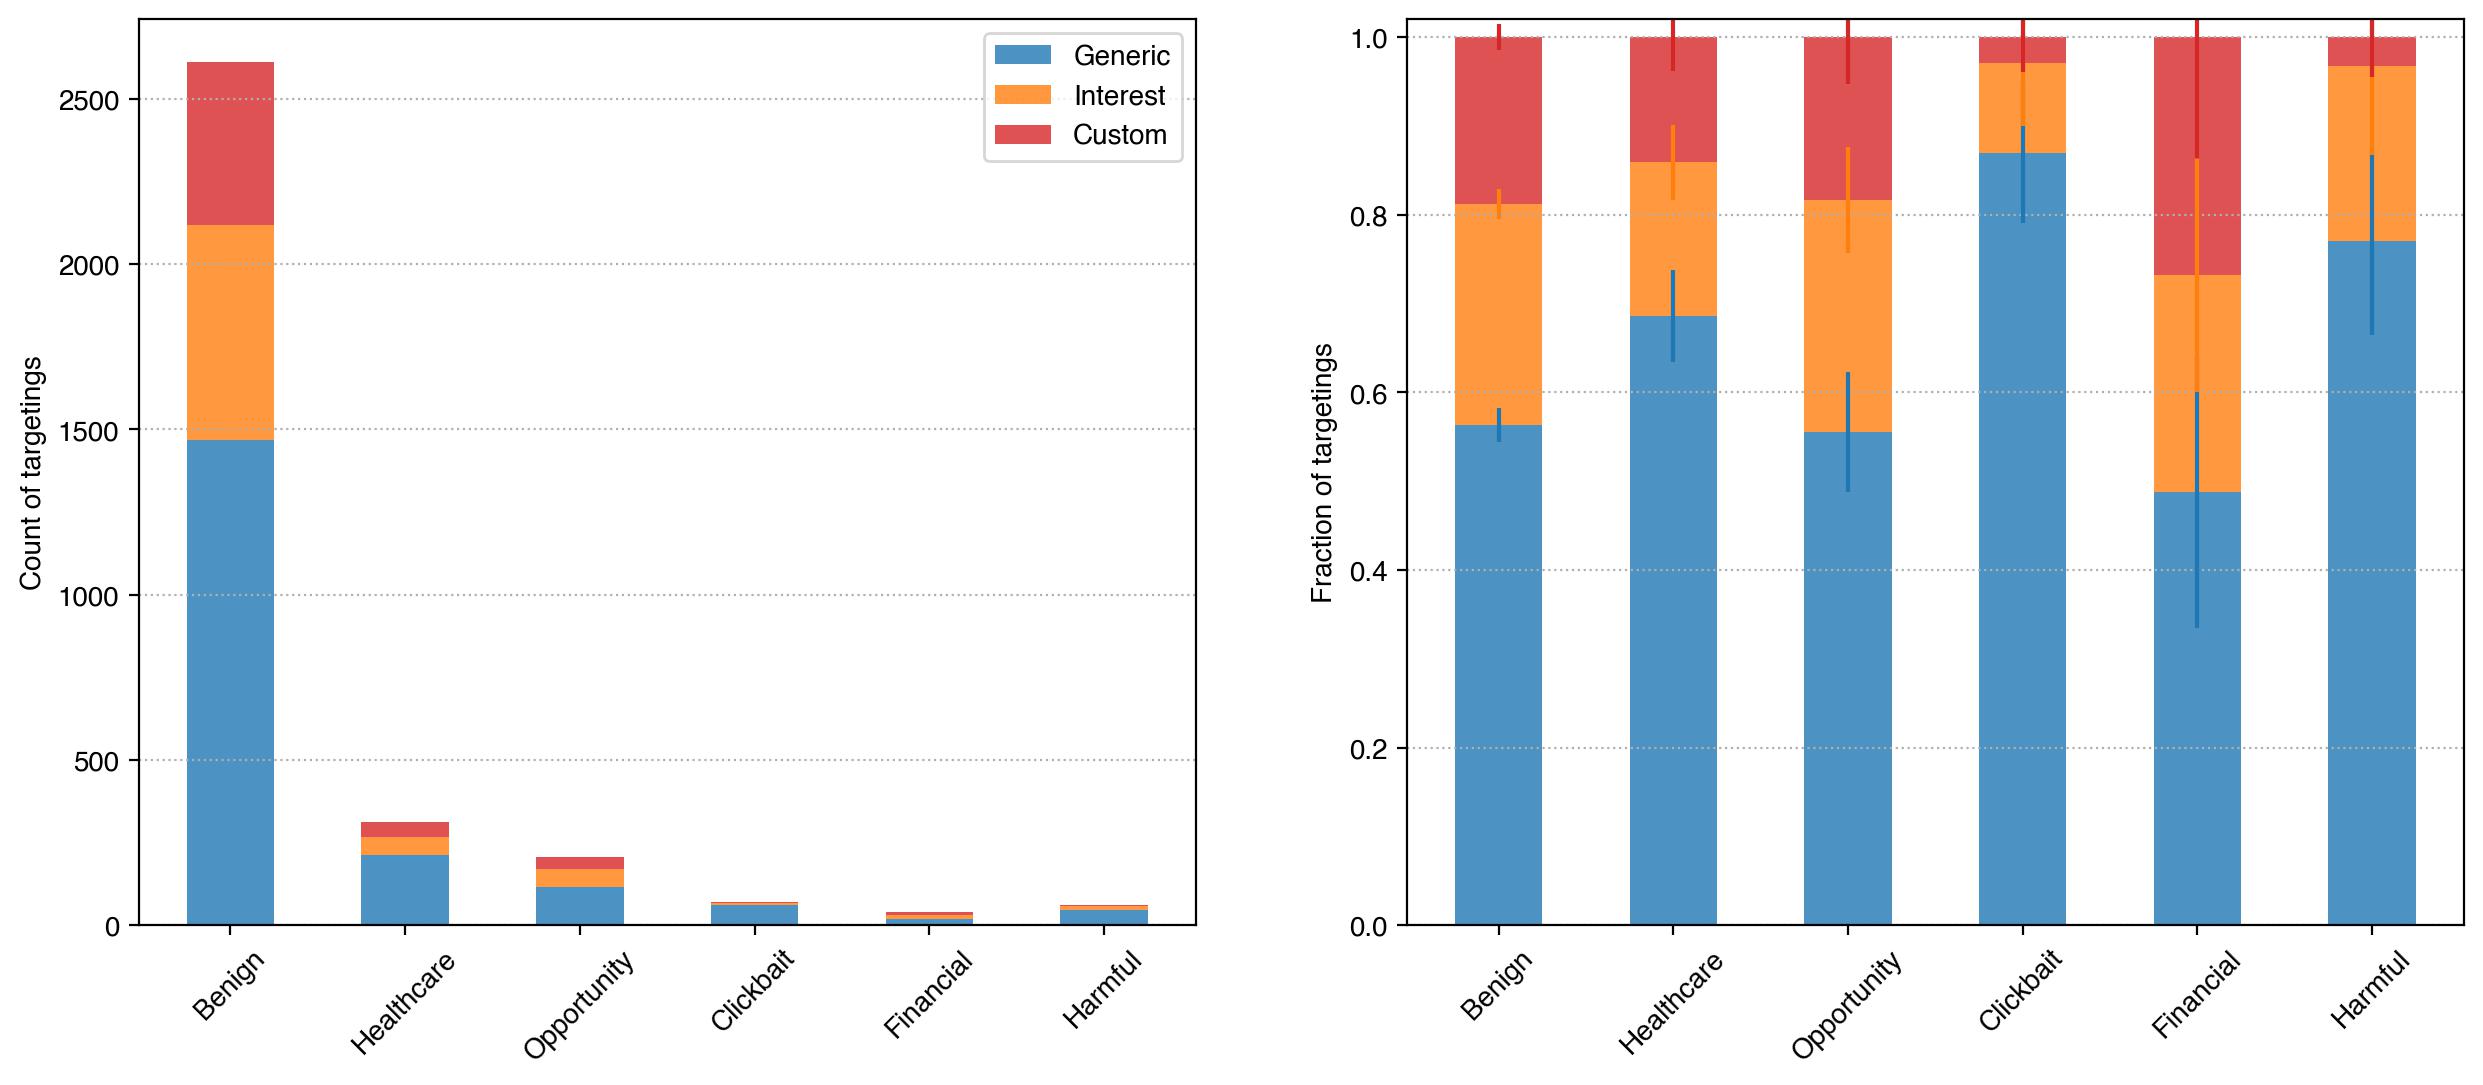 Count of targetings
2500
2000
1500
1000
500
0
Generic
Interest
Custom
Benign
Healthcare
Opportunity
Clickbait
Financial
Harmful
Fraction of targetings
1.0
0.8
0.6
0.4
0.2
0.0
Benign
Healthcare
Opportunity
Clickbait
Financial
Harmful